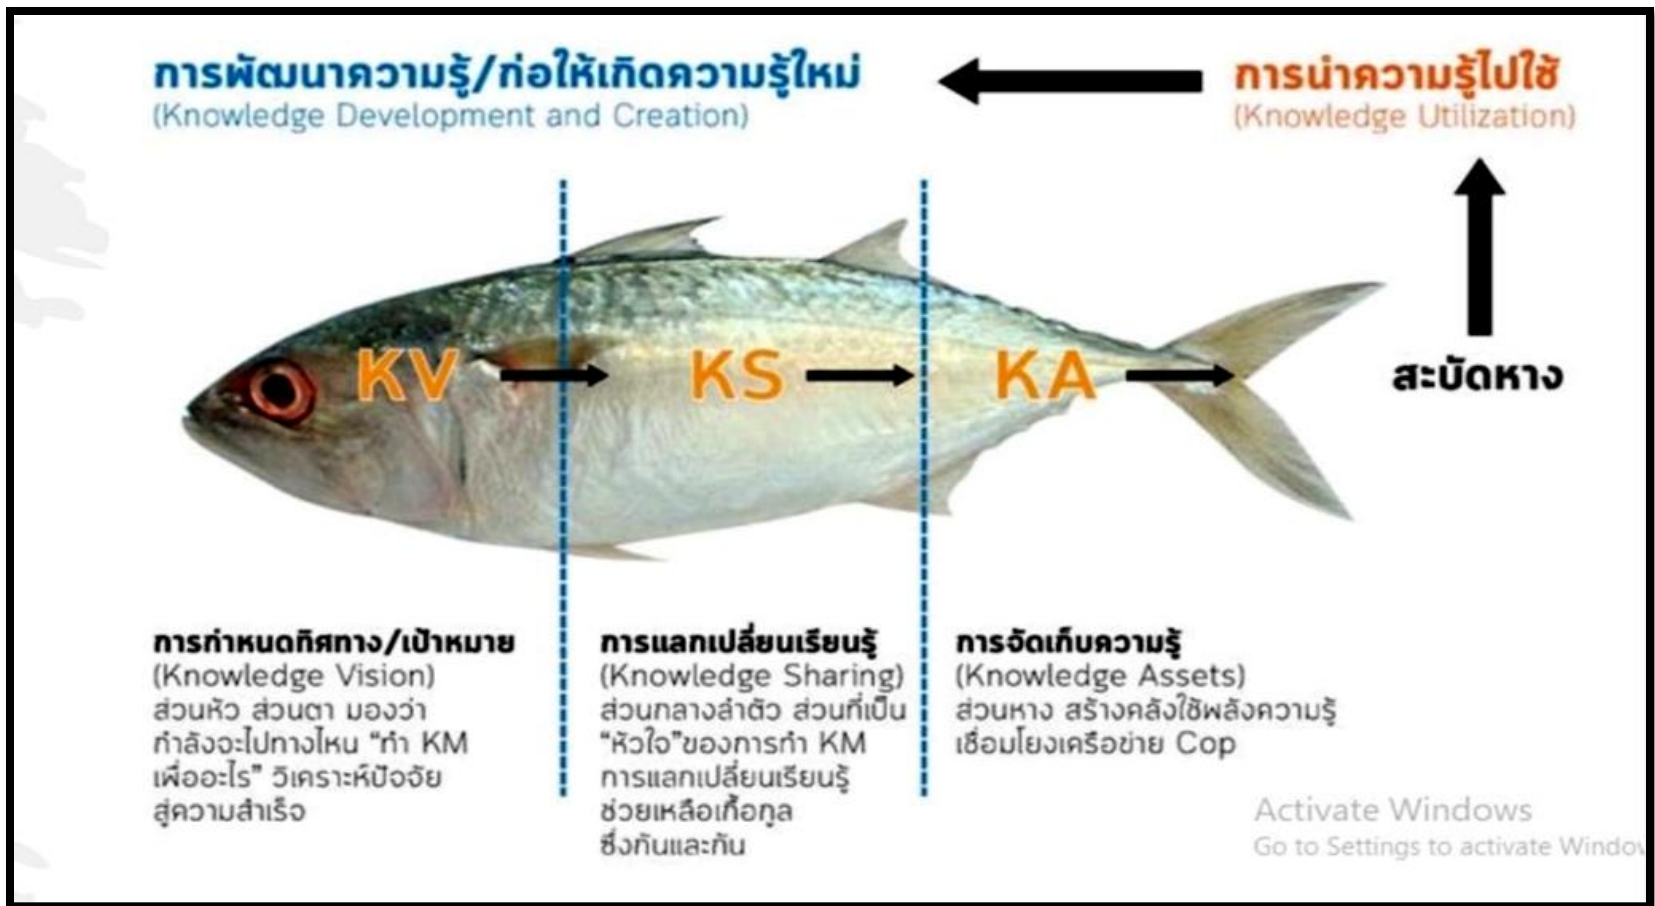 การพัฒนาความรู้/ก่อให้เกิดความรู้ใหม่
(Knowledge Development and Creation)
การนำความรู้ไปใช้
(Knowledge Utilization)
KV
KS
KA
สะบัดหาง
การกำหนดทิศทาง/เป้าหมาย
(Knowledge Vision)
ส่วนหัว ส่วนตา มองว่า
กำลังจะไปทางไหน “ทำ KM
เพื่ออะไร” วิเคราะห์ปัจจัย
สู่ความสำเร็จ
การแลกเปลี่ยนเรียนรู้
(Knowledge Sharing)
ส่วนกลางลำตัว ส่วนที่เป็น
“หัวใจ”ของการทำ KM
การแลกเปลี่ยนเรียนรู้
ช่วยเหลือเกื้อกูล
ซึ่งกันและกัน
การจัดเก็บความรู้
(Knowledge Assets)
ส่วนหาง สร้างคลังใช้พลังความรู้
เชื่อมโยงเครือข่าย Cop
Activate Windows
Go to Settings to activate Window